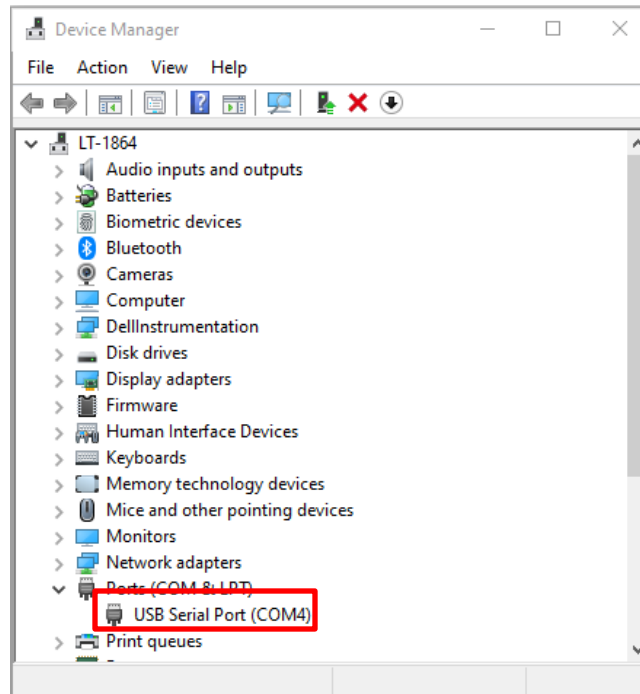 Device Manager
File Action View Help
LT-1864
Audio inputs and outputs
Batteries
Biometric devices
Bluetooth
Cameras
Computer
DellInstrumentation
Disk drives
Display adapters
Firmware
Human Interface Devices
Keyboards
Memory technology devices
Mice and other pointing devices
Monitors
Network adapters
Ports (COM & LPT)
USB Serial Port (COM4)
Print queues